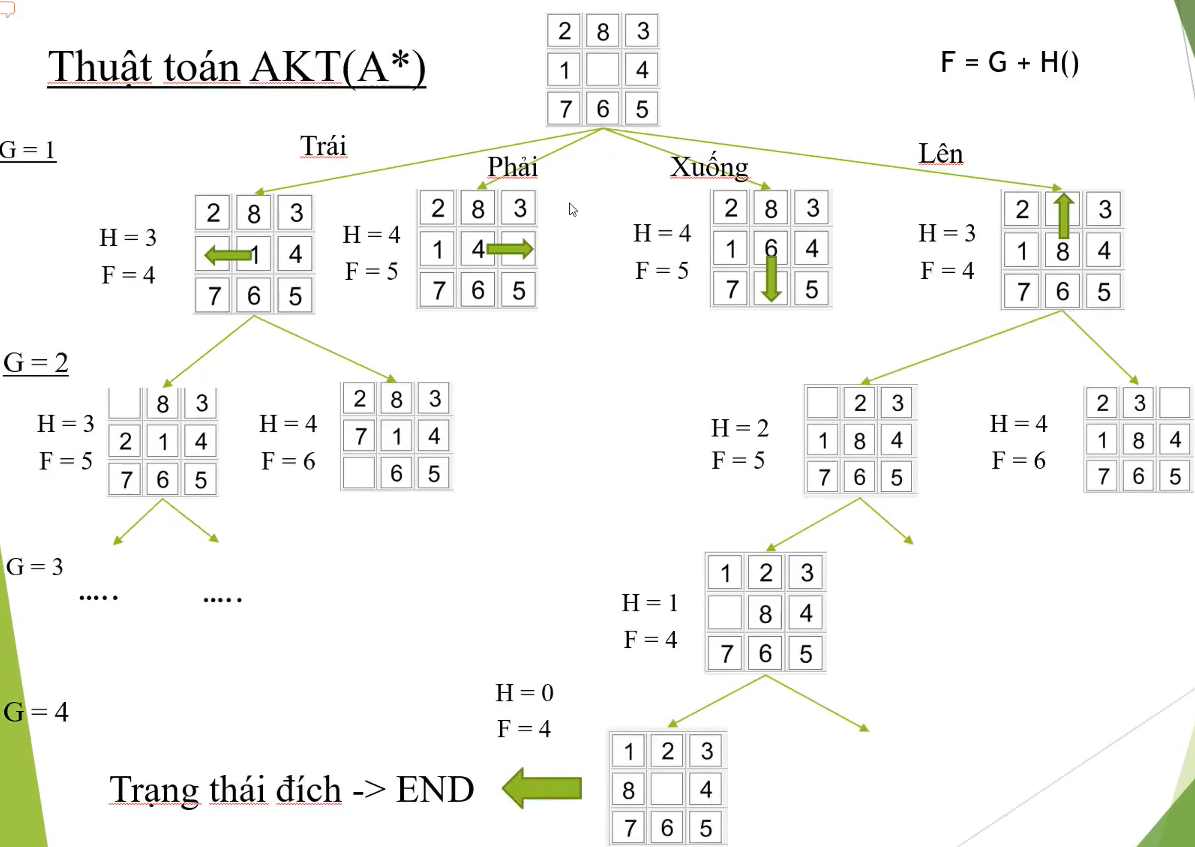 Thuật toán AKT(A*)
F = G + H()
2 8 3
1 4
7 6 5
G = 1
Trái
Phải
Xuống
Lên
H = 3
F = 4
2 8 3
1 4
7 6 5
H = 4
F = 5
2 8 3
1 4
7 6 5
H = 4
F = 5
2 8 3
1 6 4
7 5
H = 3
F = 4
2 3
1 8 4
7 6 5
G = 2
H = 3
F = 5
8 3
2 1 4
7 6 5
H = 4
F = 6
2 8 3
7 1 4
6 5
H = 2
F = 5
2 3
1 8 4
7 6 5
H = 4
F = 6
2 3
1 8 4
7 6 5
G = 3
.....
.....
H = 1
F = 4
1 2 3
8 4
7 6 5
G = 4
H = 0
F = 4
1 2 3
8 4
7 6 5
Trạng thái đích -> END